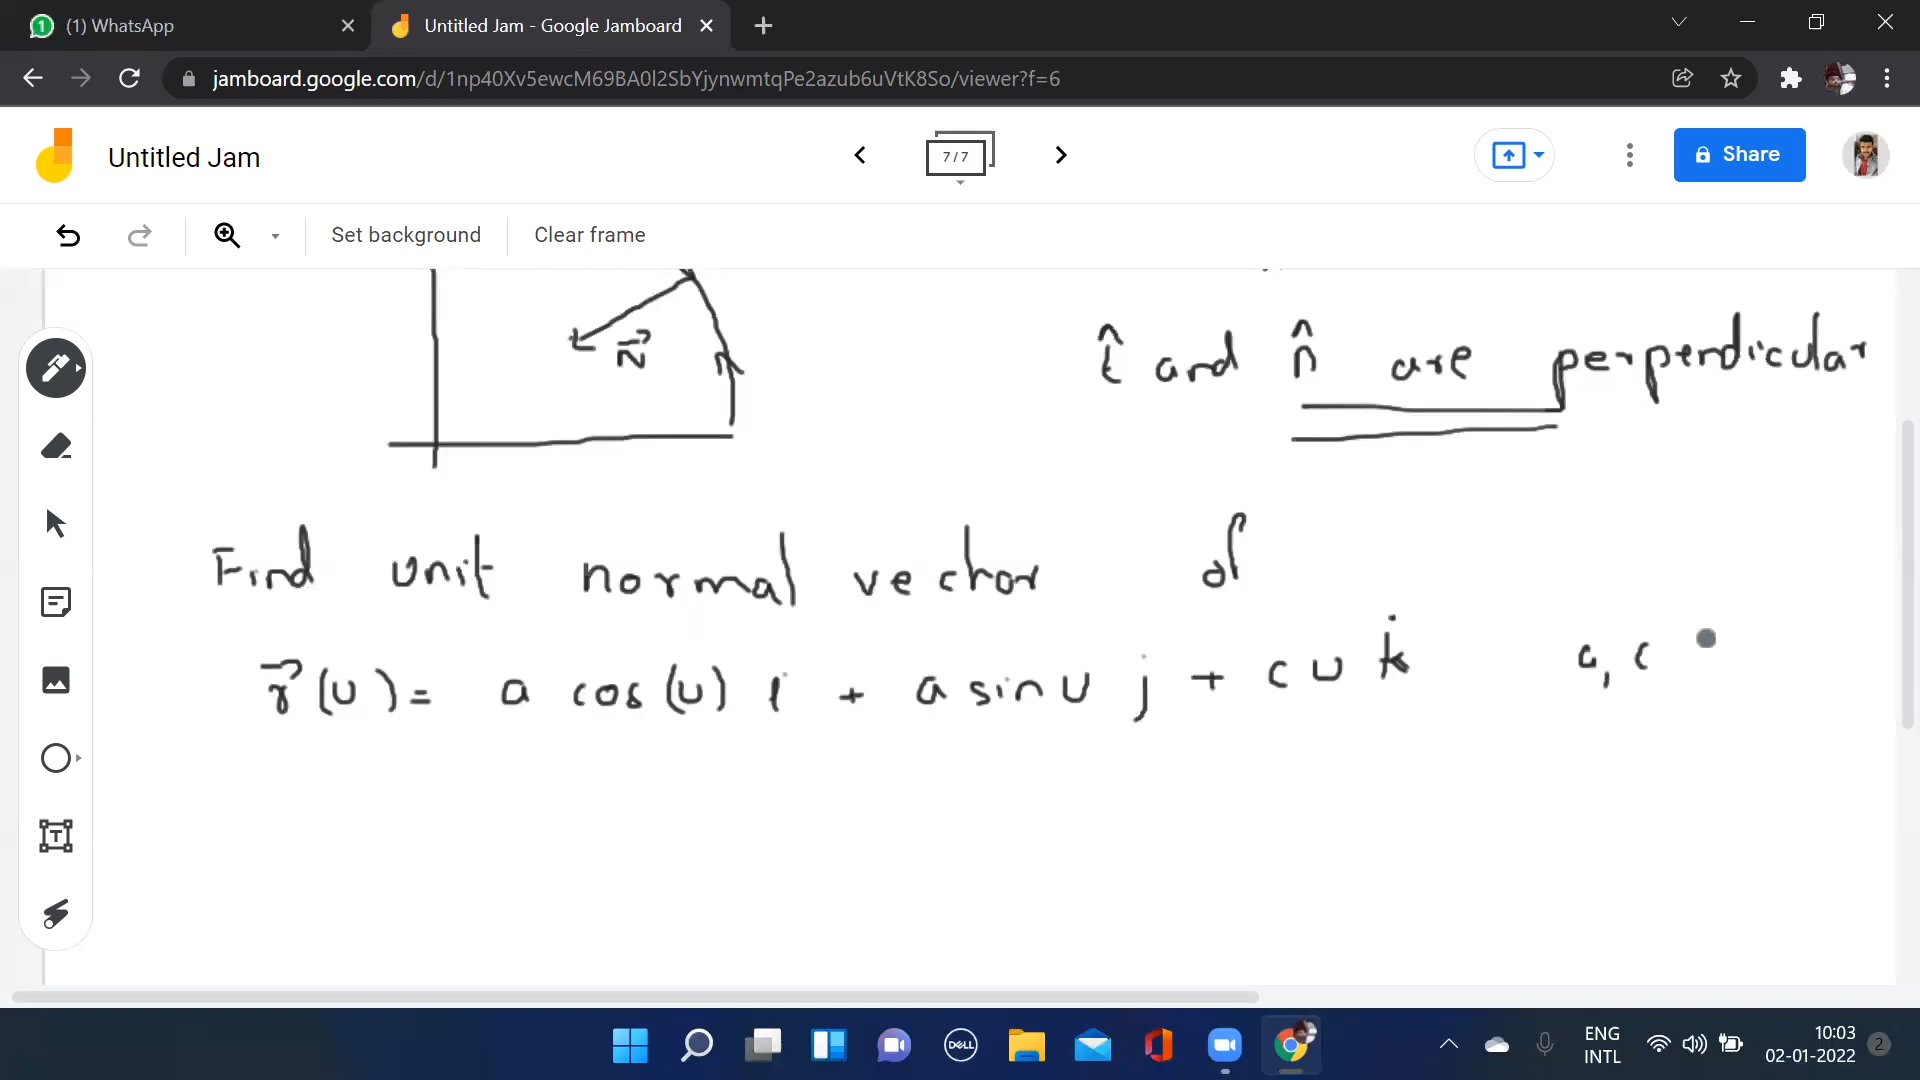 (1) WhatsApp
Untitled Jam - Google Jamboard
jamboard.google.com/d/1np40Xv5ewcM69BA0l2SbYjynwmtqPe2azub6uVtK8So/viewer?f=6
Untitled Jam
7 / 7
Share
Set background
Clear frame
N⃗
t̂ and n̂ are perpendicular
Find unit normal vector of
r⃗(u) = a cos(u) i + a sin u j + c u k a, c
DELL
ENG
INTL
10:03
02-01-2022
2